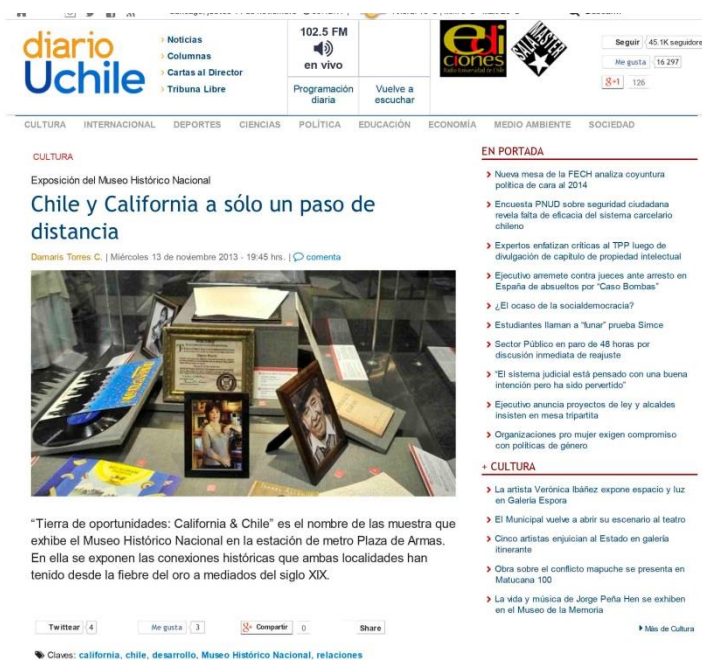 diario
Uchile
Noticias
Columnas
Cartas al Director
Tribuna Libre
102.5 FM
en vivo
Programación diaria
Vuelve a escuchar
edi
ciones
Radio Universidad de Chile
SALA MASTER
Seguir 45.1K seguidore
Me gusta 16 297
g+1 126
CULTURA INTERNACIONAL DEPORTES CIENCIAS POLÍTICA EDUCACIÓN ECONOMÍA MEDIO AMBIENTE SOCIEDAD
CULTURA
Exposición del Museo Histórico Nacional
Chile y California a sólo un paso de
distancia
Damaris Torres C. | Miércoles 13 de noviembre 2013 - 19:45 hrs. | comenta
“Tierra de oportunidades: California & Chile” es el nombre de las muestra que
exhibe el Museo Histórico Nacional en la estación de metro Plaza de Armas.
En ella se exponen las conexiones históricas que ambas localidades han
tenido desde la fiebre del oro a mediados del siglo XIX.
Twittear 4 Me gusta 3 g+ Compartir 0 Share
Claves: california, chile, desarrollo, Museo Histórico Nacional, relaciones
EN PORTADA
Nueva mesa de la FECH analiza coyuntura
política de cara al 2014
Encuesta PNUD sobre seguridad ciudadana
revela falta de eficacia del sistema carcelario
chileno
Expertos enfatizan críticas al TPP luego de
divulgación de capítulo de propiedad intelectual
Ejecutivo arremete contra jueces ante arresto en
España de absueltos por “Caso Bombas”
¿El ocaso de la socialdemocracia?
Estudiantes llaman a “funar” prueba Simce
Sector Público en paro de 48 horas por
discusión inmediata de reajuste
“El sistema judicial está pensado con una buena
intención pero ha sido pervertido”
Ejecutivo anuncia proyectos de ley y alcaldes
insisten en mesa tripartita
Organizaciones pro mujer exigen compromiso
con políticas de género
+ CULTURA
La artista Verónica Ibáñez expone espacio y luz
en Galería Espora
El Municipal vuelve a abrir su escenario al teatro
Cinco artistas enjuician al Estado en galería
itinerante
Obra sobre el conflicto mapuche se presenta en
Matucana 100
La vida y música de Jorge Peña Hen se exhiben
en el Museo de la Memoria
Más de Cultura